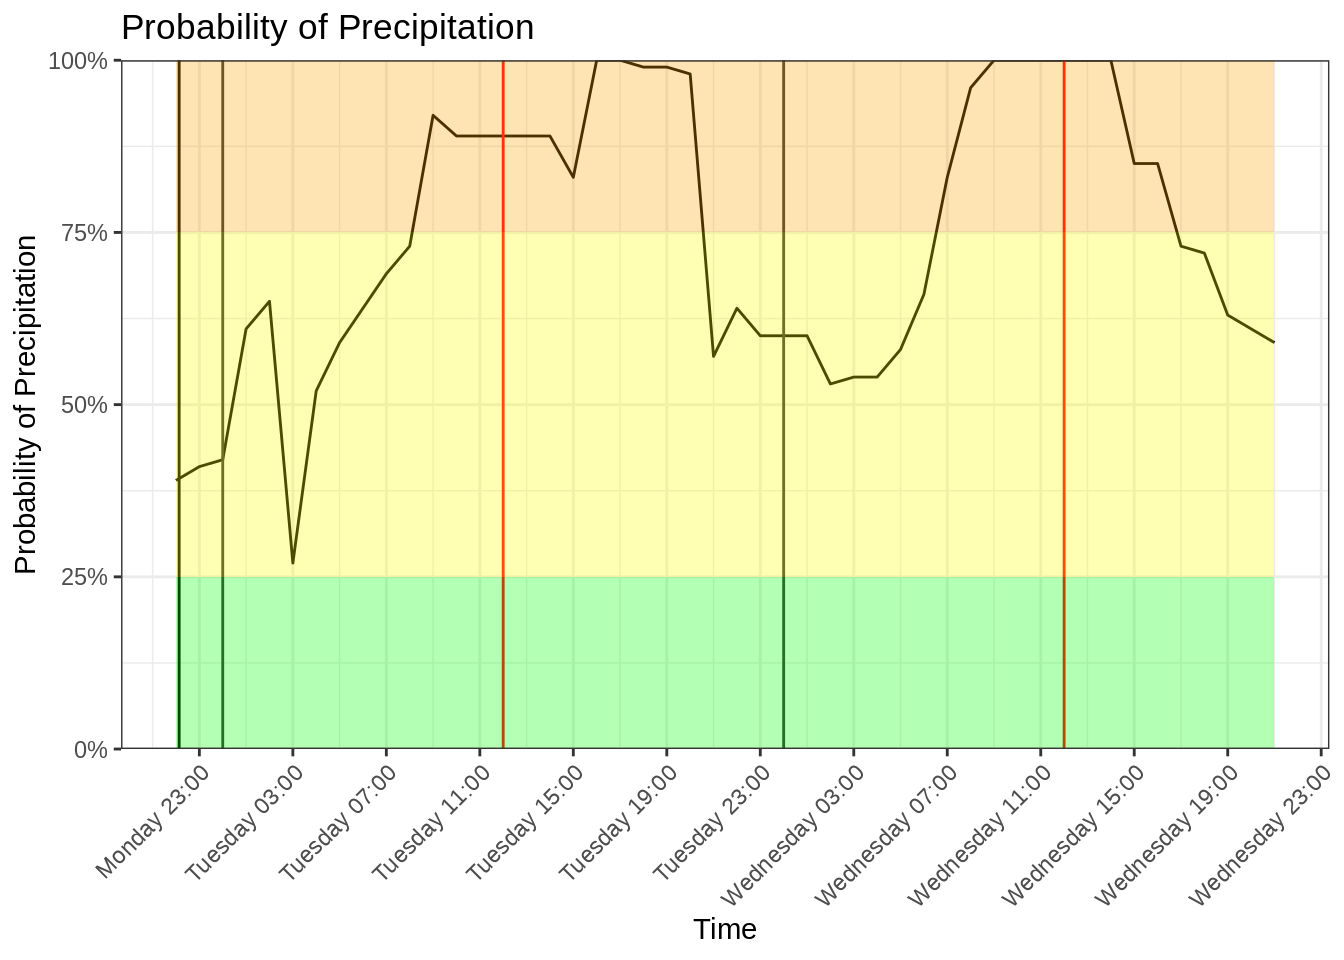 Probability of Precipitation
Probability of Precipitation
100%
75%
50%
25%
0%
Monday 23:00
Tuesday 03:00
Tuesday 07:00
Tuesday 11:00
Tuesday 15:00
Tuesday 19:00
Tuesday 23:00
Wednesday 03:00
Wednesday 07:00
Wednesday 11:00
Wednesday 15:00
Wednesday 19:00
Wednesday 23:00
Time